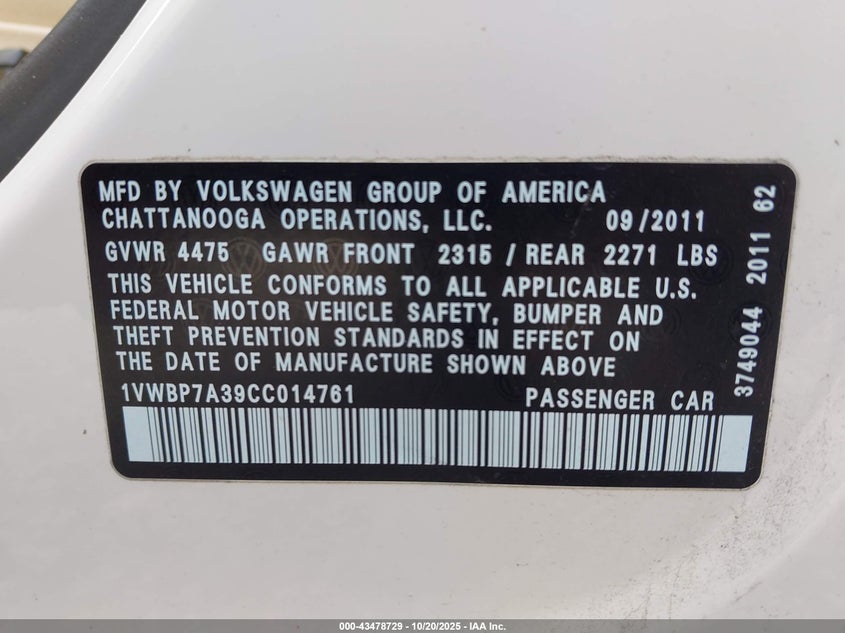 MFD BY VOLKSWAGEN GROUP OF AMERICA
CHATTANOOGA OPERATIONS, LLC. 09/2011
GVWR 4475 GAWR FRONT 2315 / REAR 2271 LBS
THIS VEHICLE CONFORMS TO ALL APPLICABLE U.S.
FEDERAL MOTOR VEHICLE SAFETY, BUMPER AND
THEFT PREVENTION STANDARDS IN EFFECT ON
THE DATE OF MANUFACTURE SHOWN ABOVE
1VWBP7A39CC014761 PASSENGER CAR
3749044 2011 62
000-43478729 - 10/20/2025 - IAA Inc.